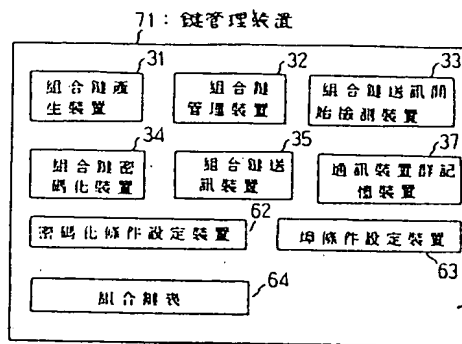 71：鍵管理裝置
31
組合鍵產
生裝置
32
組合鍵
管理裝置
33
組合鍵送訊開
始檢測裝置
34
組合鍵密
碼化裝置
35
組合鍵送
訊裝置
37
通訊裝置群記
憶裝置
62
密碼化條件設定裝置
63
埠條件設定裝置
64
組合鍵表